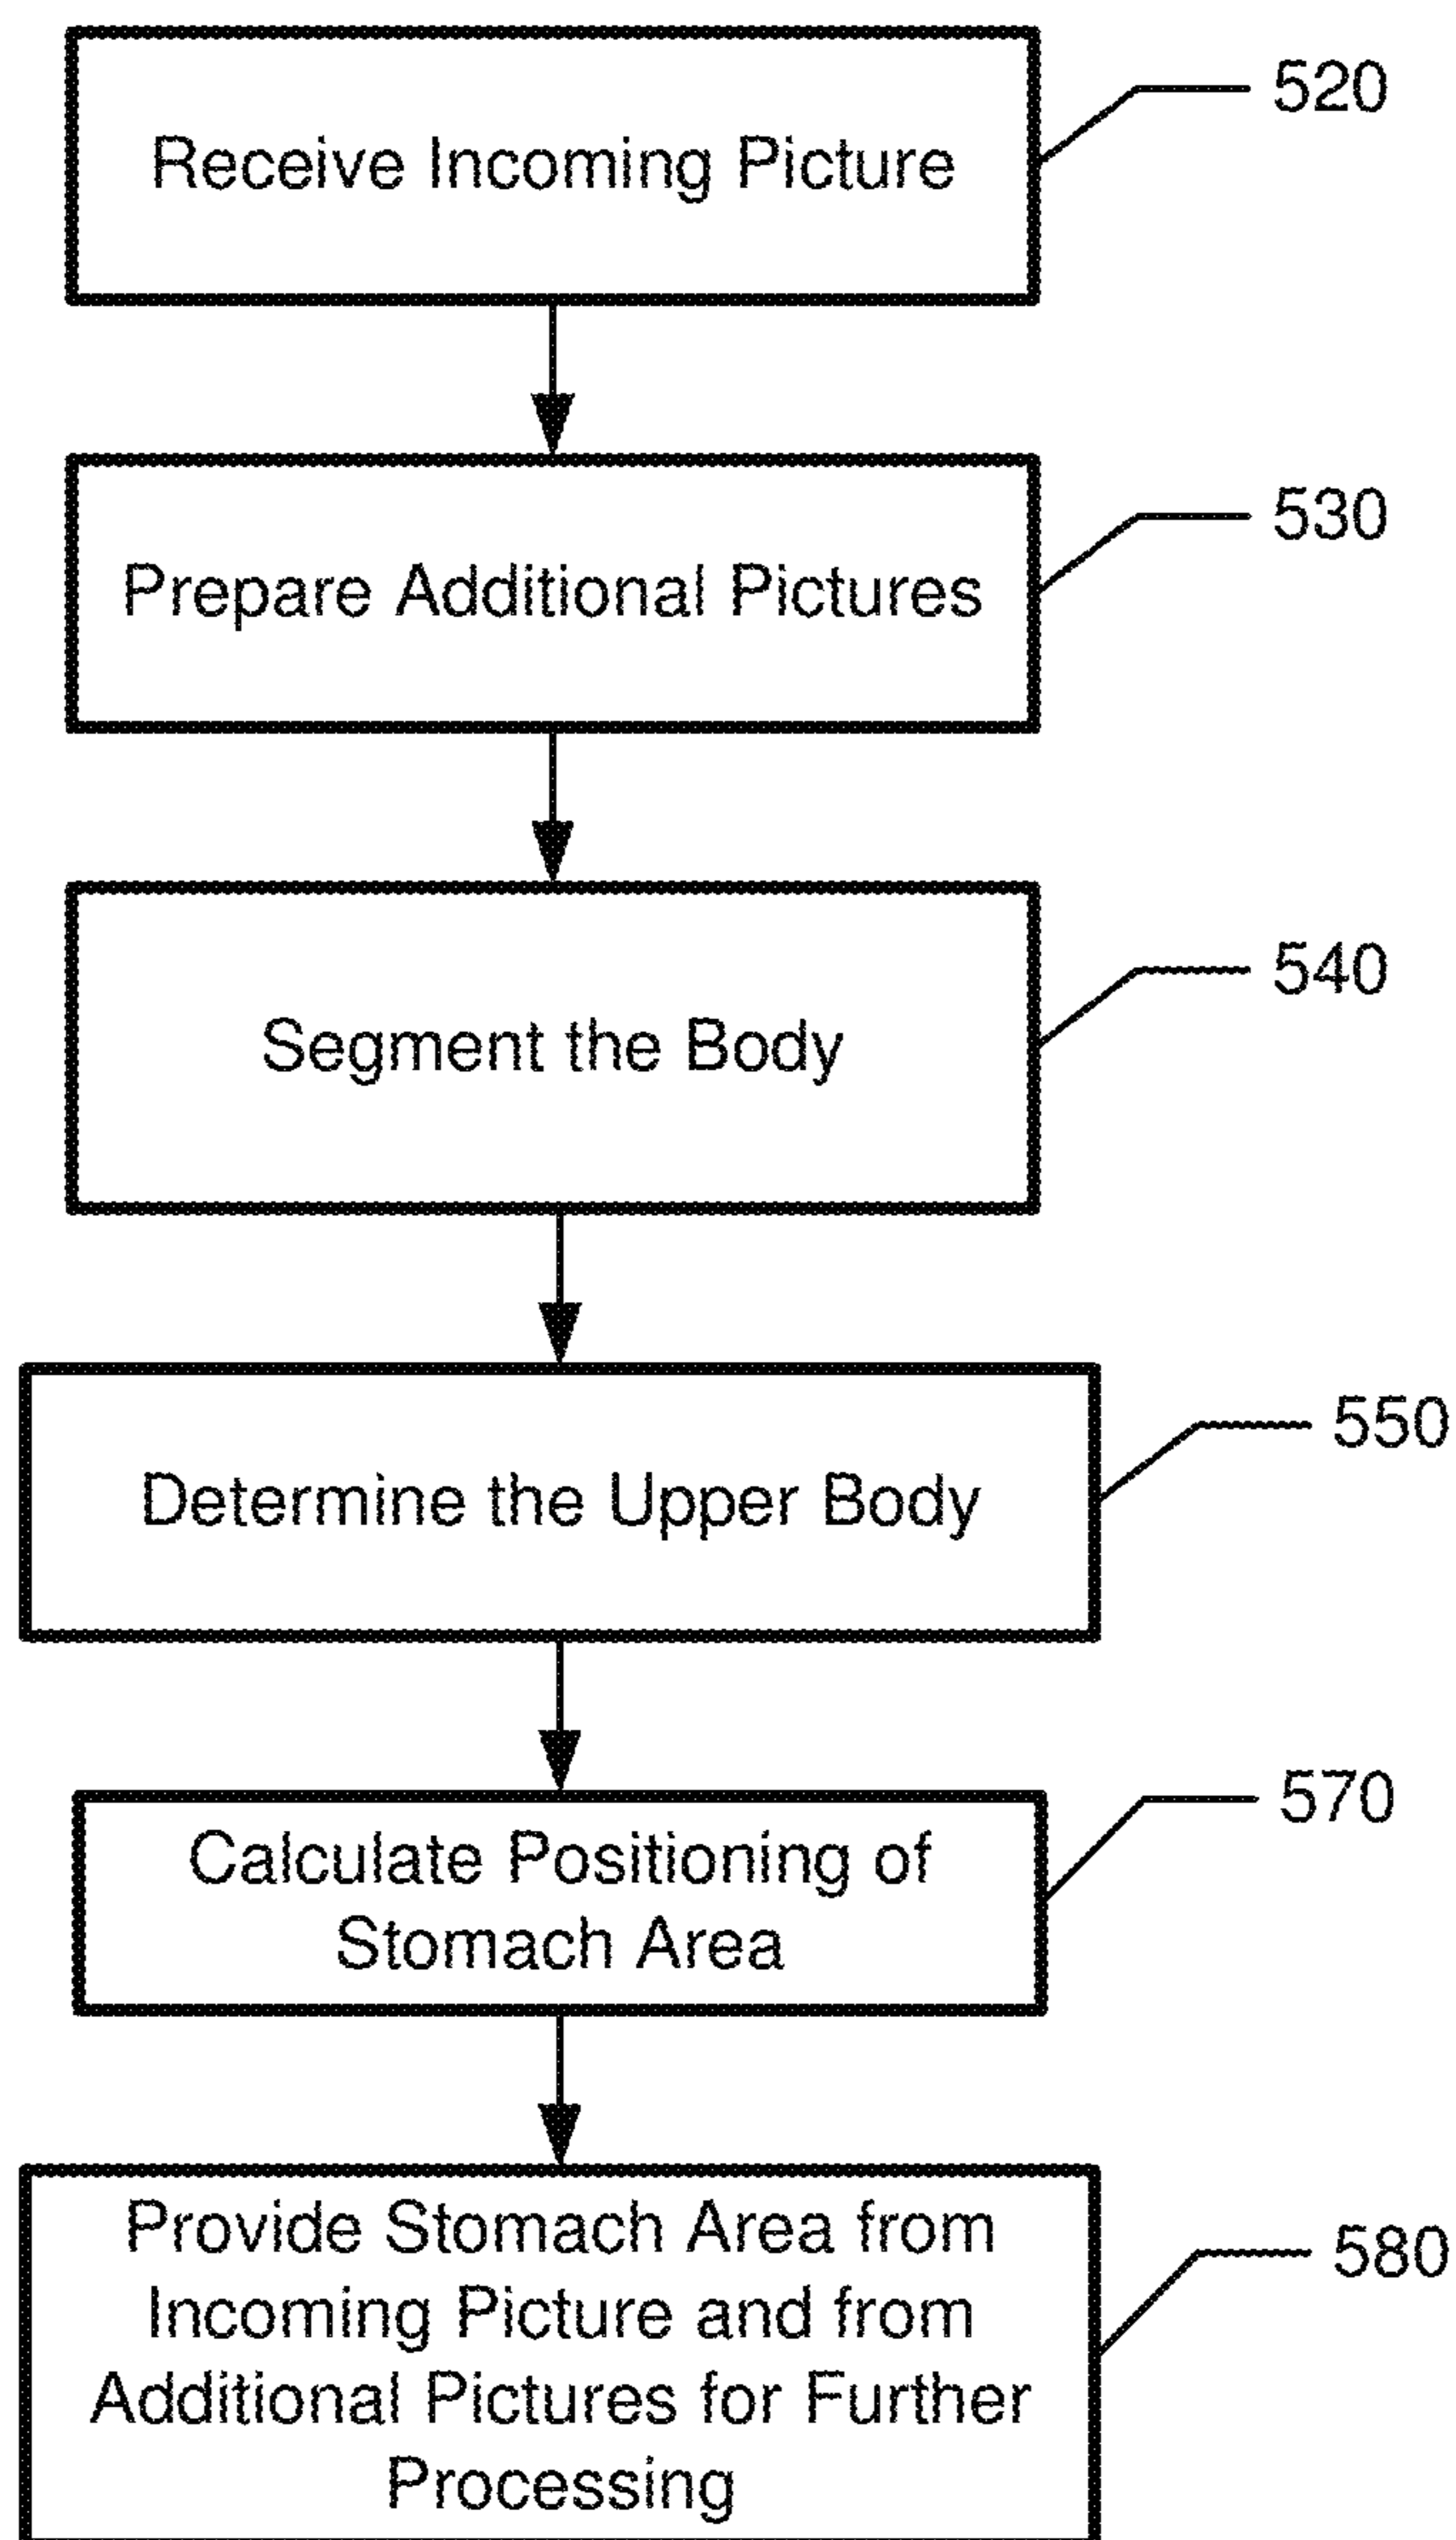 Receive Incoming Picture
520
Prepare Additional Pictures
530
Segment the Body
540
Determine the Upper Body
550
Calculate Positioning of
Stomach Area
570
Provide Stomach Area from
Incoming Picture and from
Additional Pictures for Further
Processing
580